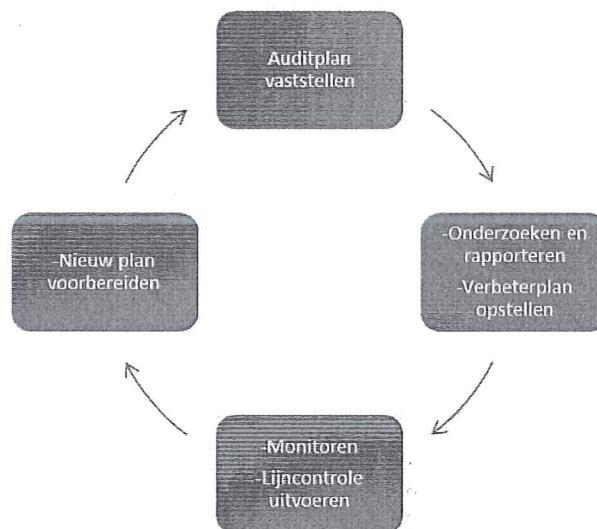 Auditplan
vaststellen
-Onderzoeken en
rapporteren
-Verbeterplan
opstellen
-Monitoren
-Lijncontrole
uitvoeren
-Nieuw plan
voorbereiden